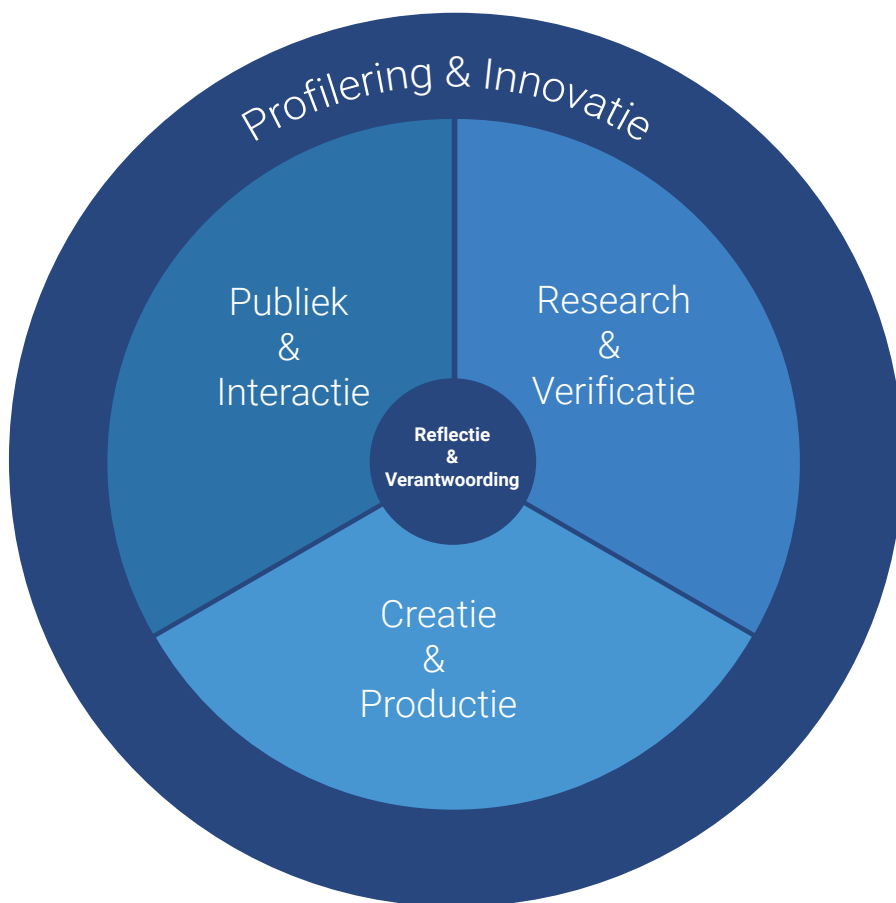 Profilering & Innovatie
Publiek
&
Interactie
Research
&
Verificatie
Reflectie
&
Verantwoording
Creatie
&
Productie